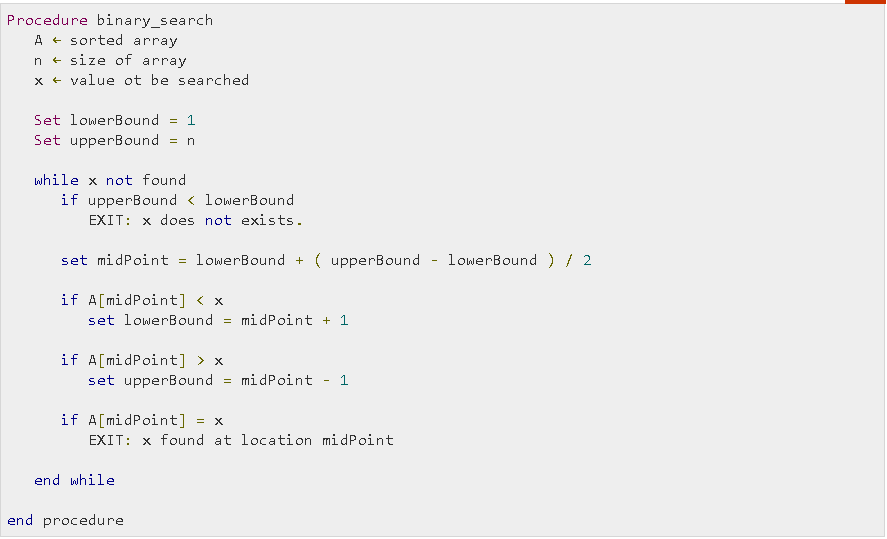 Procedure binary_search
A ← sorted array
n ← size of array
x ← value ot be searched
Set lowerBound = 1
Set upperBound = n
while x not found
if upperBound < lowerBound
EXIT: x does not exists.
set midPoint = lowerBound + ( upperBound - lowerBound ) / 2
if A[midPoint] < x
set lowerBound = midPoint + 1
if A[midPoint] > x
set upperBound = midPoint - 1
if A[midPoint] = x
EXIT: x found at location midPoint
end while
end procedure